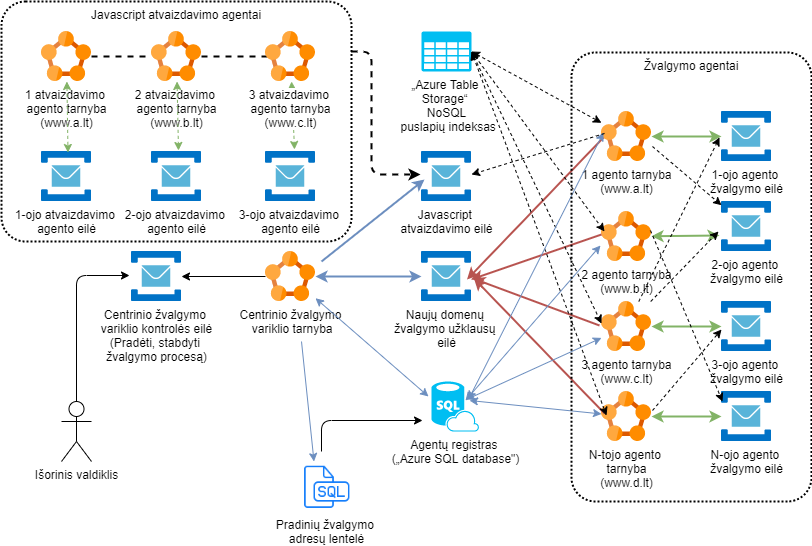 Javascript atvaizdavimo agentai
1 atvaizdavimo
agento tarnyba
(www.a.lt)
2 atvaizdavimo
agento tarnyba
(www.b.lt)
3 atvaizdavimo
agento tarnyba
(www.c.lt)
1-ojo atvaizdavimo
agento eilė
2-ojo atvaizdavimo
agento eilė
3-ojo atvaizdavimo
agento eilė
„Azure Table
Storage“
NoSQL
puslapių indeksas
Javascript
atvaizdavimo eilė
Žvalgymo agentai
1 agento tarnyba
(www.a.lt)
1-ojo agento
žvalgymo eilė
2 agento tarnyba
(www.b.lt)
2-ojo agento
žvalgymo eilė
3 agento tarnyba
(www.c.lt)
3-ojo agento
žvalgymo eilė
N-tojo agento
tarnyba
(www.d.lt)
N-ojo agento
žvalgymo eilė
Centrinio žvalgymo
variklio kontrolės eilė
(Pradėti, stabdyti
žvalgymo procesą)
Centrinio žvalgymo
variklio tarnyba
Naujų domenų
žvalgymo užklausų
eilė
Išorinis valdiklis
SQL
Agentų registras
(„Azure SQL database")
SQL
Pradinių žvalgymo
adresų lentelė